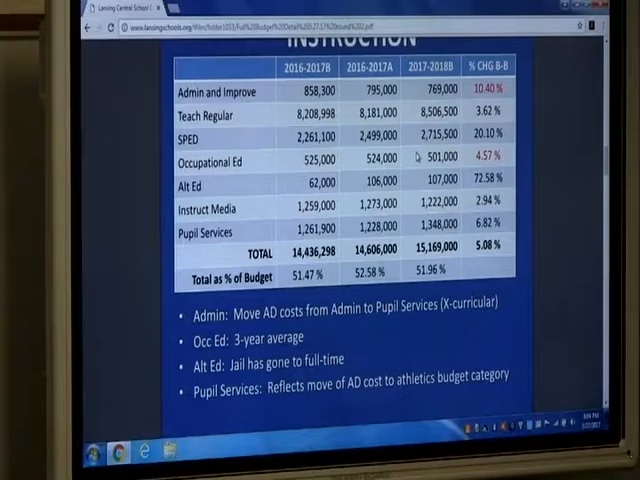 Lansing Central School
INSTRUCTION
2016-2017B 2016-2017A 2017-2018B % CHG B-B
Admin and Improve 858,300 795,000 769,000 10.40 %
Teach Regular 8,208,998 8,181,000 8,506,500 3.62 %
SPED 2,261,100 2,499,000 2,715,500 20.10 %
Occupational Ed 525,000 524,000 501,000 4.57 %
Alt Ed 62,000 106,000 107,000 72.58 %
Instruct Media 1,259,000 1,273,000 1,222,000 2.94 %
Pupil Services 1,261,900 1,228,000 1,348,000 6.82 %
TOTAL 14,436,298 14,606,000 15,169,000 5.08 %
Total as % of Budget 51.47 % 52.58 % 51.96 %
• Admin: Move AD costs from Admin to Pupil Services (X-curricular)
• Occ Ed: 3-year average
• Alt Ed: Jail has gone to full-time
• Pupil Services: Reflects move of AD cost to athletics budget category